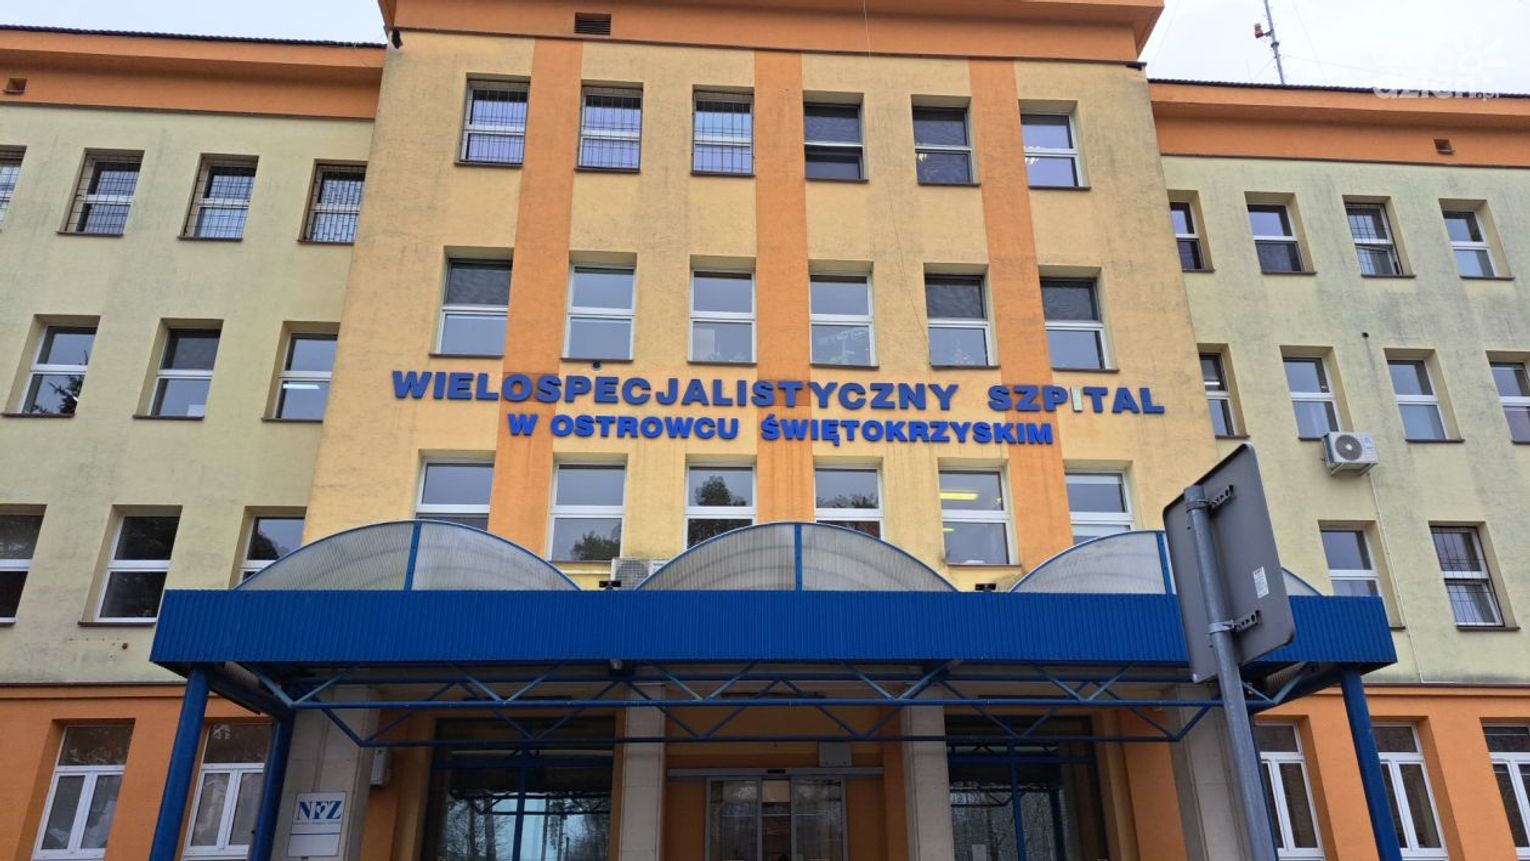 WIELOSPECJALISTYCZNY SZPITAL
W OSTROWCU ŚWIĘTOKRZYSKIM
NFZ